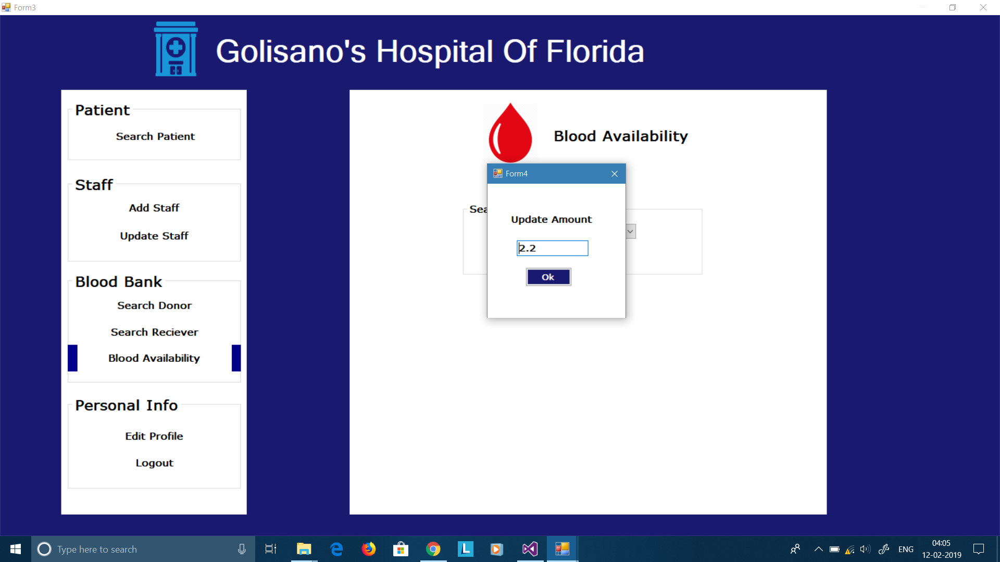 Form3
Golisano's Hospital Of Florida
Patient
Search Patient
Staff
Add Staff
Update Staff
Blood Bank
Search Donor
Search Reciever
Blood Availability
Personal Info
Edit Profile
Logout
Blood Availability
Sea
Form4
Update Amount
2.2
Ok
Type here to search
L
ENG
04:05
12-02-2019